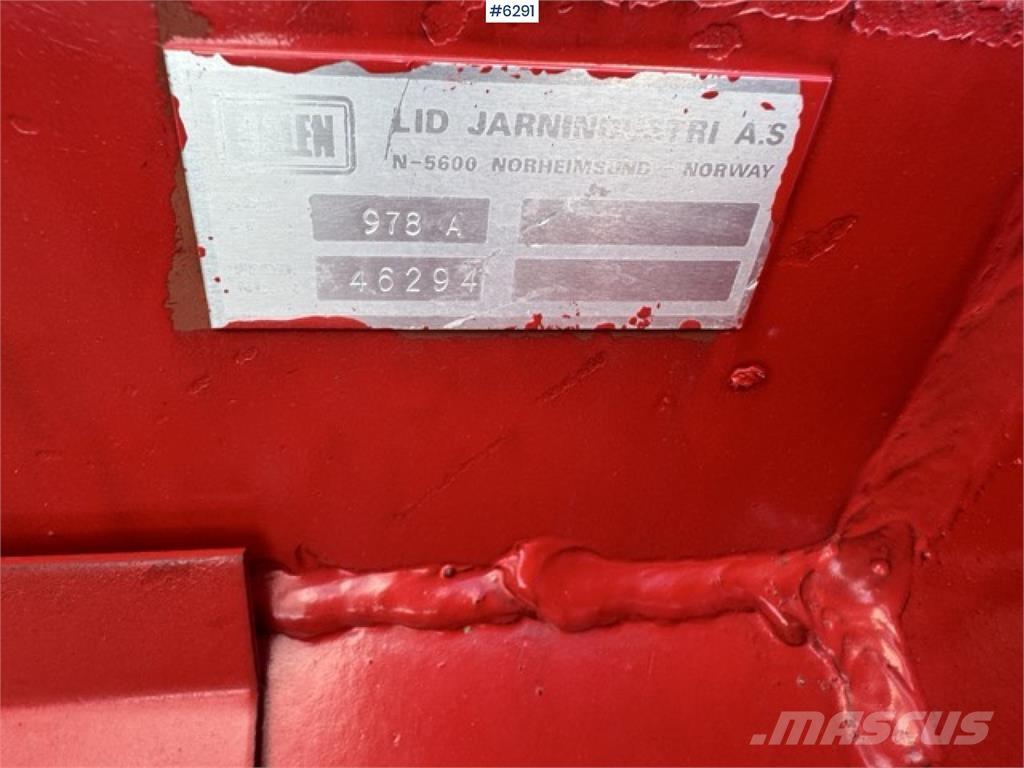 #6291
LID JARNINDUSTRI A.S
N-5600 NORHEIMSUND - NORWAY
978 A
46294
MASCUS